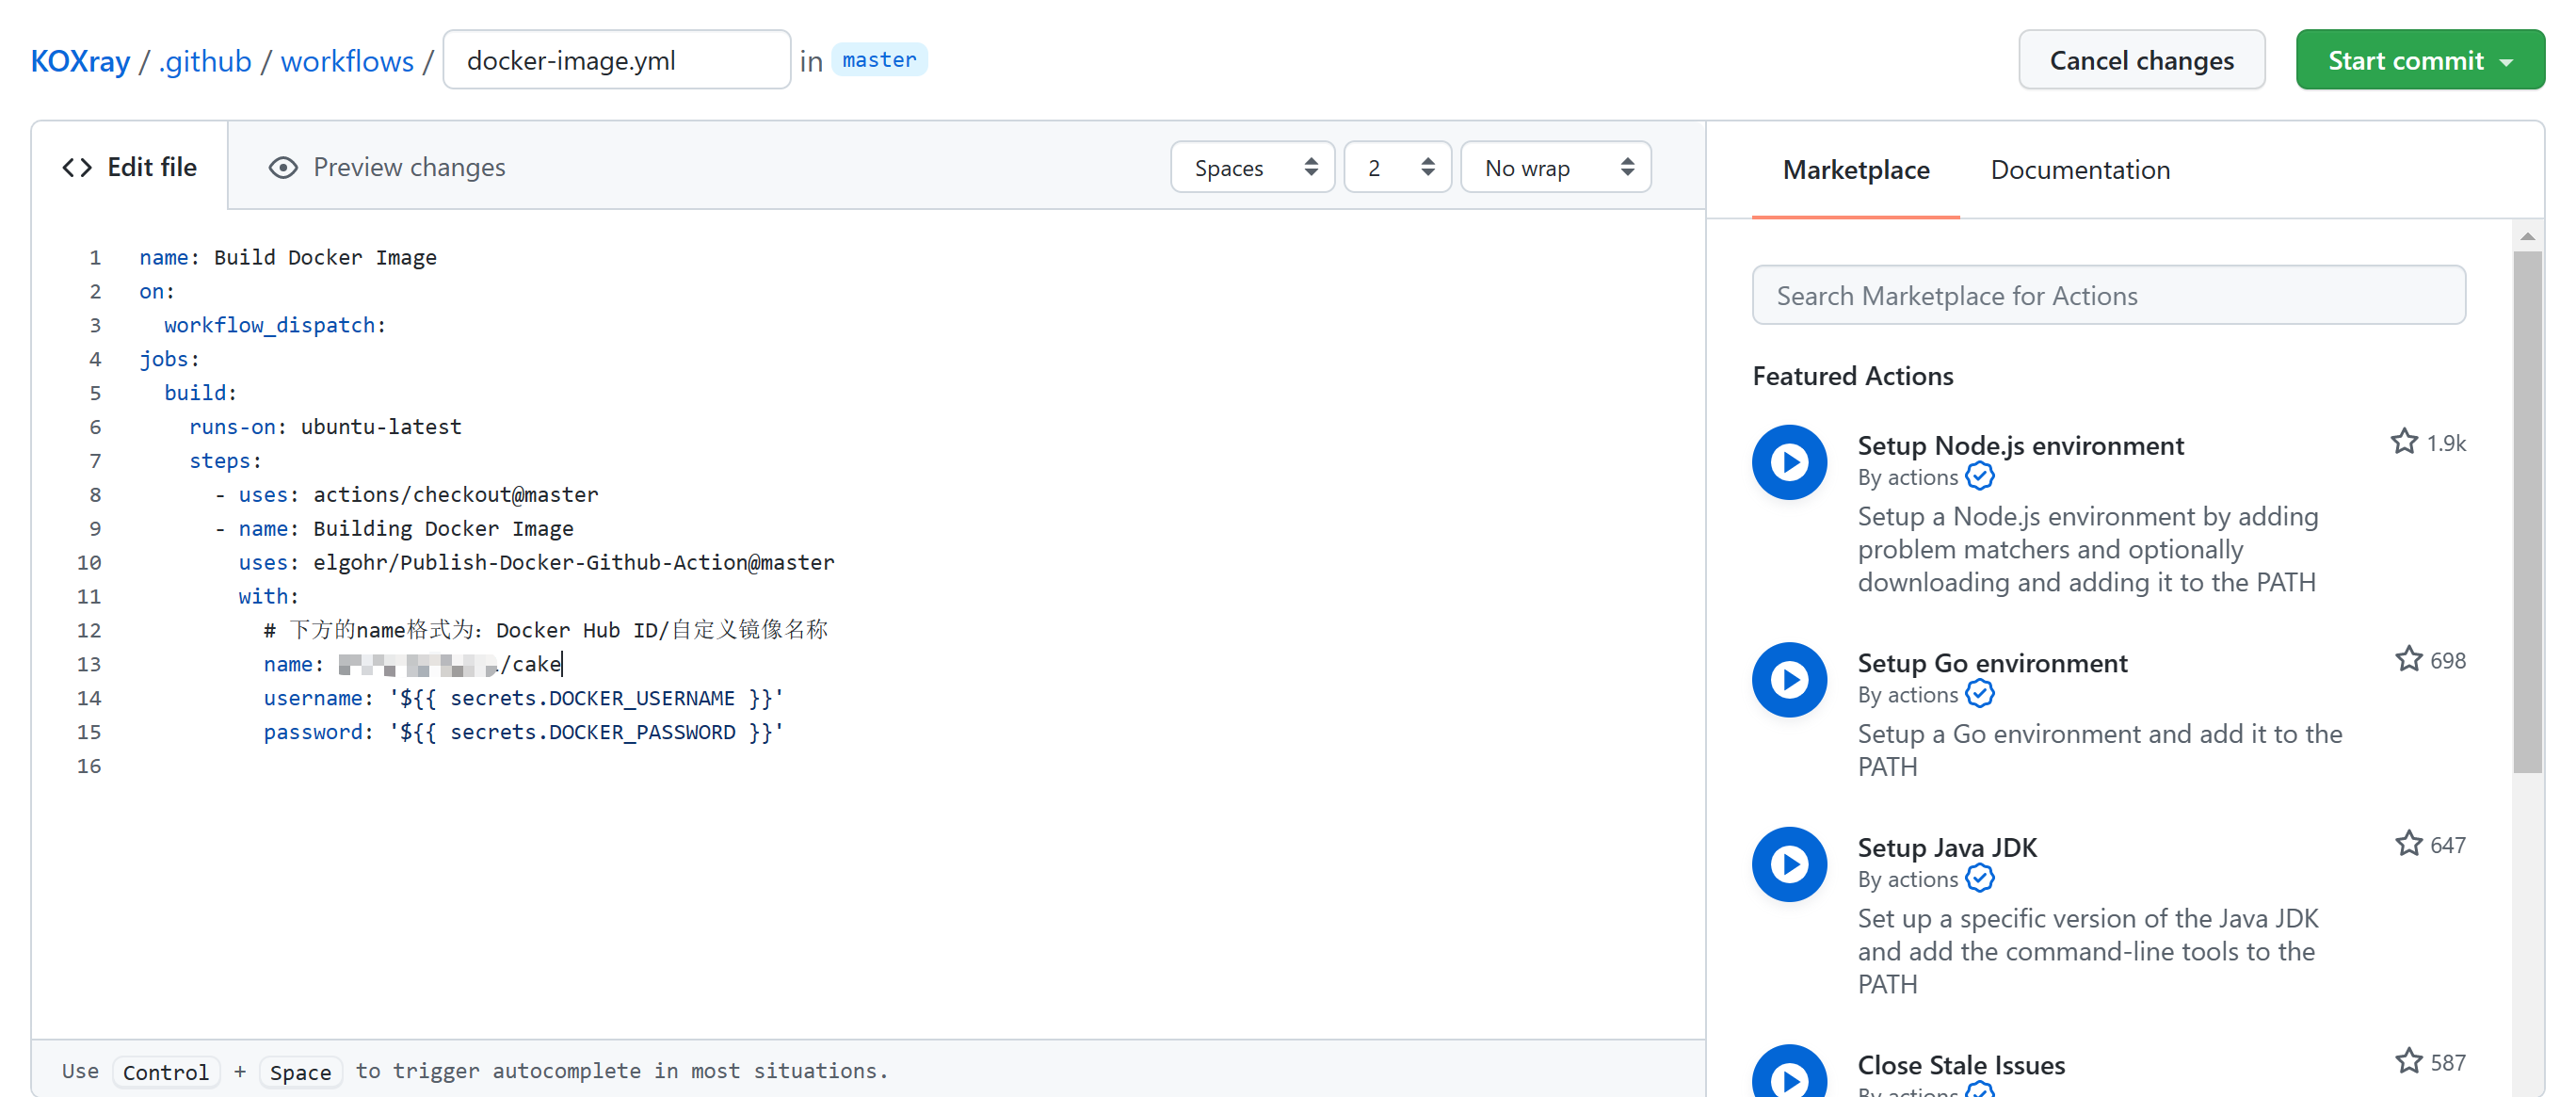 KOXray / .github / workflows / docker-image.yml in master
Cancel changes
Start commit
Edit file
Preview changes
Spaces
2
No wrap
1 name: Build Docker Image
2 on:
3 workflow_dispatch:
4 jobs:
5 build:
6 runs-on: ubuntu-latest
7 steps:
8 - uses: actions/checkout@master
9 - name: Building Docker Image
10 uses: elgohr/Publish-Docker-Github-Action@master
11 with:
12 # 下方的name格式为：Docker Hub ID/自定义镜像名称
13 name: /cake
14 username: '${{ secrets.DOCKER_USERNAME }}'
15 password: '${{ secrets.DOCKER_PASSWORD }}'
16
Use Control + Space to trigger autocomplete in most situations.
Marketplace
Documentation
Search Marketplace for Actions
Featured Actions
Setup Node.js environment
1.9k
By actions
Setup a Node.js environment by adding
problem matchers and optionally
downloading and adding it to the PATH
Setup Go environment
698
By actions
Setup a Go environment and add it to the
PATH
Setup Java JDK
647
By actions
Set up a specific version of the Java JDK
and add the command-line tools to the
PATH
Close Stale Issues
587
By actions